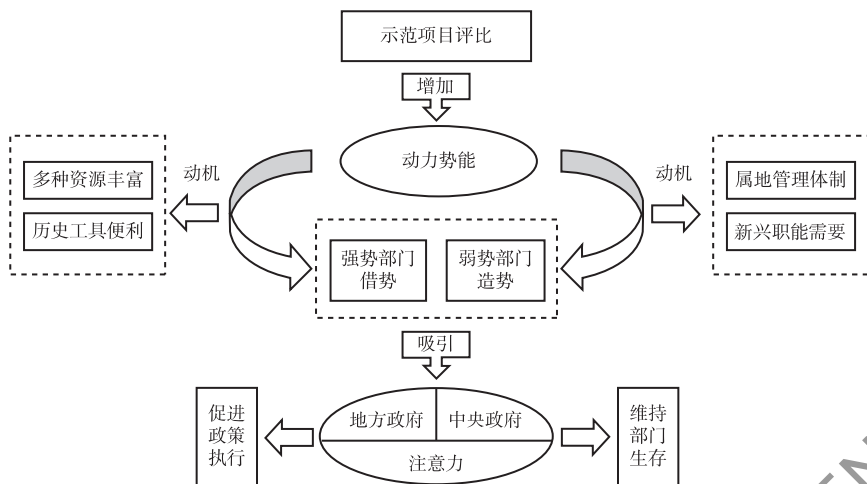 示范项目评比
增加
动力势能
动机
多种资源丰富
历史工具便利
动机
属地管理体制
新兴职能需要
强势部门
借势
弱势部门
造势
吸引
促进
政策
执行
地方政府
中央政府
注意力
维持
部门
生存